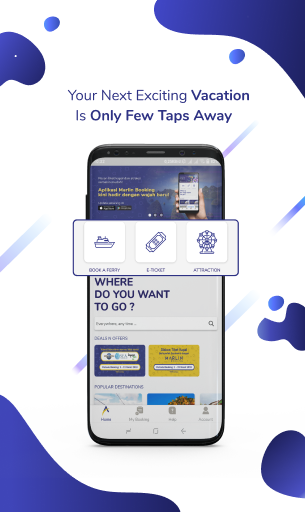 Your Next Exciting Vacation
Is Only Few Taps Away
Aplikasi Marlin Booking
kini hadir dengan wajah baru!
BOOK A FERRY
E-TICKET
ATTRACTION
WHERE
DO YOU WANT
TO GO ?
Everywhere, any time...
DEALS N OFFERS
POPULAR DESTINATIONS
Home
My Booking
Help
Account